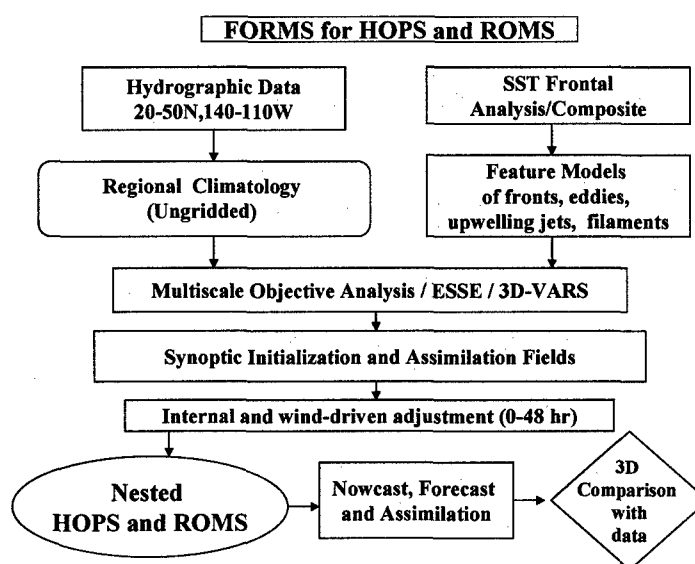 FORMS for HOPS and ROMS
Hydrographic Data
20-50N,140-110W
SST Frontal
Analysis/Composite
Regional Climatology
(Ungridded)
Feature Models
of fronts, eddies,
upwelling jets, filaments
Multiscale Objective Analysis / ESSE / 3D-VARS
Synoptic Initialization and Assimilation Fields
Internal and wind-driven adjustment (0-48 hr)
Nested
HOPS and ROMS
Nowcast, Forecast
and Assimilation
3D
Comparison
with
data